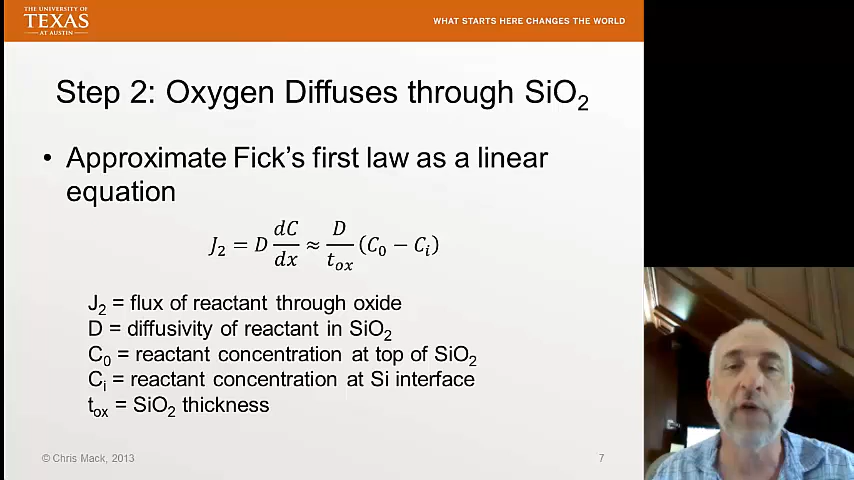 THE UNIVERSITY OF
TEXAS
AT AUSTIN
WHAT STARTS HERE CHANGES THE WORLD
Step 2: Oxygen Diffuses through SiO₂
• Approximate Fick's first law as a linear
equation
J₂ = D dC/dx ≈ D/tₒₓ (C₀ − Cᵢ)
J₂ = flux of reactant through oxide
D = diffusivity of reactant in SiO₂
C₀ = reactant concentration at top of SiO₂
Cᵢ = reactant concentration at Si interface
tₒₓ = SiO₂ thickness
© Chris Mack, 2013
7